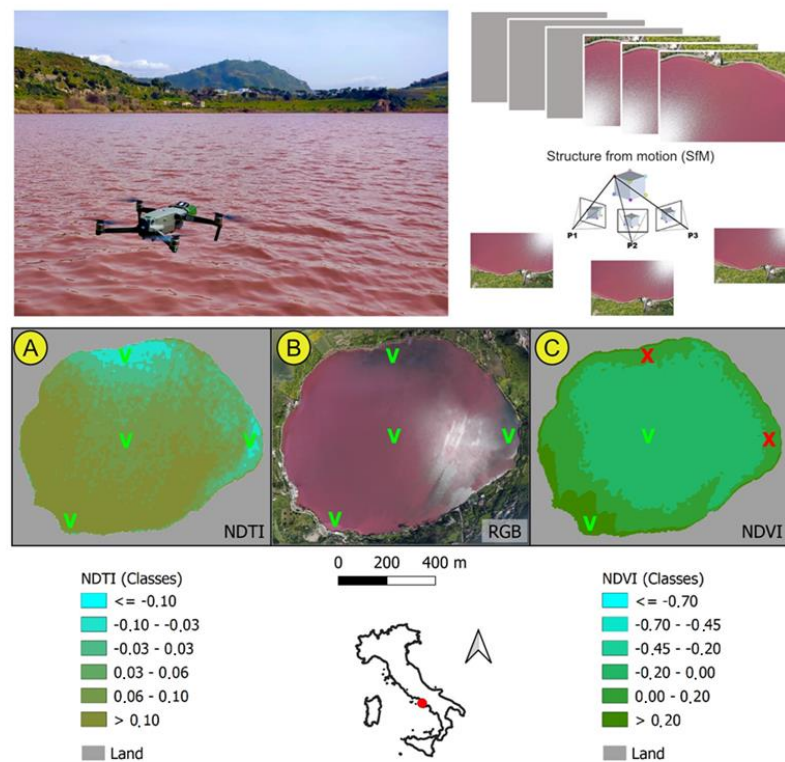 Structure from motion (SfM)
P1
P2
P3
A
V
V
V
V
NDTI
B
V
V
V
V
RGB
C
X
V
X
V
NDVI
0 200 400 m
NDTI (Classes)
<= -0.10
-0.10 - -0.03
-0.03 - 0.03
0.03 - 0.06
0.06 - 0.10
> 0.10
Land
NDVI (Classes)
<= -0.70
-0.70 - -0.45
-0.45 - -0.20
-0.20 - 0.00
0.00 - 0.20
> 0.20
Land